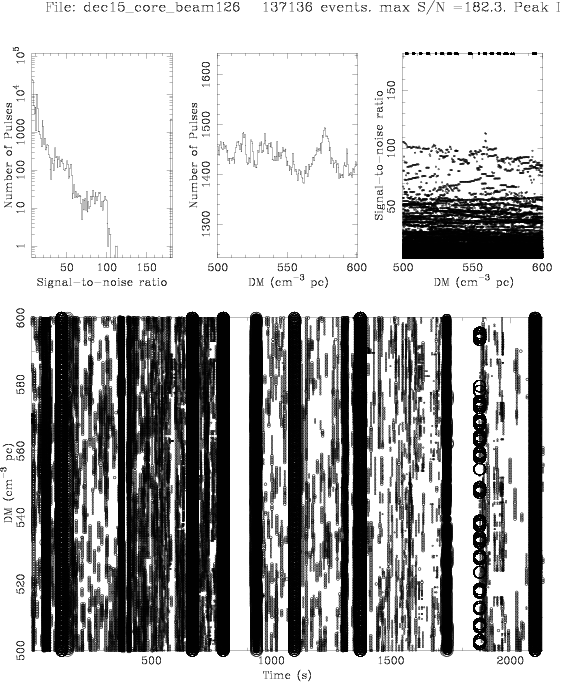 File: dec15_core_beam126 137136 events. max S/N =182.3. Peak
Number of Pulses
10⁵
10⁴
1000
100
10
1
50 100 150
Signal-to-noise ratio
Number of Pulses
1600
1500
1400
1300
500 550 600
DM (cm⁻³ pc)
Signal-to-noise ratio
150
100
50
500 550 600
DM (cm⁻³ pc)
DM (cm⁻³ pc)
600
580
560
540
520
500
500 1000 1500 2000
Time (s)